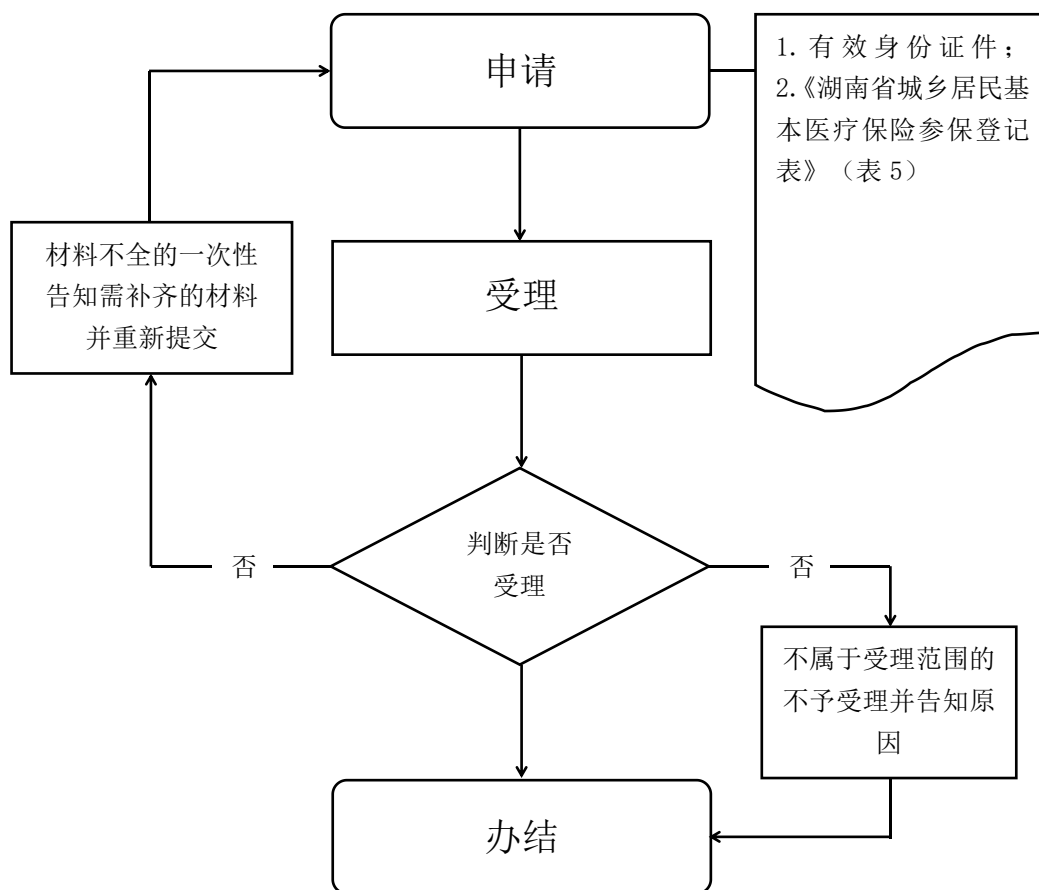 申请
1. 有效身份证件；
2.《湖南省城乡居民基
本医疗保险参保登记
表》（表 5）
材料不全的一次性
告知需补齐的材料
并重新提交
受理
判断是否
受理
否
否
不属于受理范围的
不予受理并告知原
因
办结